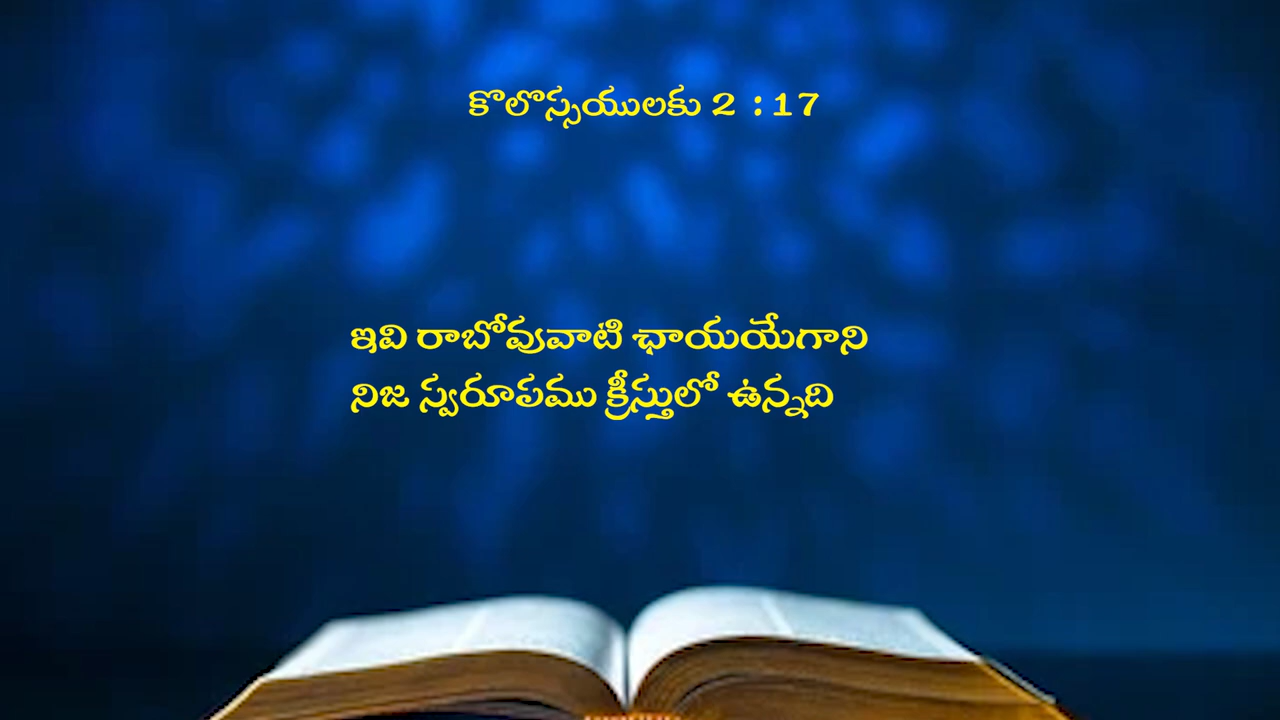 కొలొస్సయులకు 2 :17
ఇవి రాబోవువాటి ఛాయయేగాని
నిజ స్వరూపము క్రీస్తులో ఉన్నది